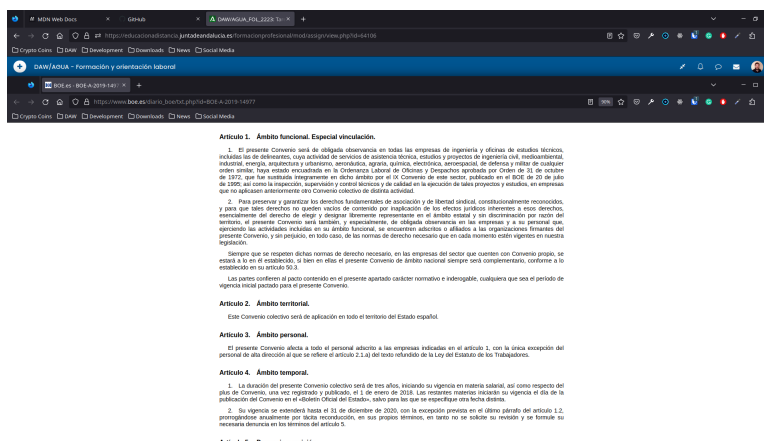 MDN Web Docs
GitHub
DAW/AGUA_FOL_2223: Ta
https://educacionadistancia.juntadeandalucia.es/formacionprofesional/mod/assign/view.php?id=64106
Crypto Coins DAW Development Downloads News Social Media
DAW/AGUA - Formación y orientación laboral
BOE.es - BOE-A-2019-1497
https://www.boe.es/diario_boe/txt.php?id=BOE-A-2019-14977
90%
Crypto Coins DAW Development Downloads News Social Media
Artículo 1. Ámbito funcional. Especial vinculación.
1. El presente Convenio será de obligada observancia en todas las empresas de ingeniería y oficinas de estudios técnicos,
incluidas las de delineantes, cuya actividad de servicios de asistencia técnica, estudios y proyectos de ingeniería civil, medioambiental,
industrial, energía, arquitectura y urbanismo, aeronáutica, agraria, química, electrónica, aeroespacial, de defensa y militar de cualquier
orden similar, haya estado encuadrada en la Ordenanza Laboral de Oficinas y Despachos aprobada por Orden de 31 de octubre
de 1972, que fue sustituida íntegramente en dicho ámbito por el IX Convenio de este sector, publicado en el BOE de 20 de julio
de 1995; así como la inspección, supervisión y control técnicos y de calidad en la ejecución de tales proyectos y estudios, en empresas
que no aplicasen anteriormente otro Convenio colectivo de distinta actividad.
2. Para preservar y garantizar los derechos fundamentales de asociación y de libertad sindical, constitucionalmente reconocidos,
y para que tales derechos no queden vacíos de contenido por inaplicación de los efectos jurídicos inherentes a esos derechos,
esencialmente del derecho de elegir y designar libremente representante en el ámbito estatal y sin discriminación por razón del
territorio, el presente Convenio será también, y especialmente, de obligada observancia en las empresas y a su personal que,
ejerciendo las actividades incluidas en su ámbito funcional, se encuentren adscritos o afiliados a las organizaciones firmantes del
presente Convenio, y sin perjuicio, en todo caso, de las normas de derecho necesario que en cada momento estén vigentes en nuestra
legislación.
Siempre que se respeten dichas normas de derecho necesario, en las empresas del sector que cuenten con Convenio propio, se
estará a lo en él establecido, si bien en ellas el presente Convenio de ámbito nacional siempre será complementario, conforme a lo
establecido en su artículo 50.3.
Las partes confieren al pacto contenido en el presente apartado carácter normativo e inderogable, cualquiera que sea el período de
vigencia inicial pactado para el presente Convenio.
Artículo 2. Ámbito territorial.
Este Convenio colectivo será de aplicación en todo el territorio del Estado español.
Artículo 3. Ámbito personal.
El presente Convenio afecta a todo el personal adscrito a las empresas indicadas en el artículo 1, con la única excepción del
personal de alta dirección al que se refiere el artículo 2.1.a) del texto refundido de la Ley del Estatuto de los Trabajadores.
Artículo 4. Ámbito temporal.
1. La duración del presente Convenio colectivo será de tres años, iniciando su vigencia en materia salarial, así como respecto del
plus de Convenio, una vez registrado y publicado, el 1 de enero de 2018. Las restantes materias iniciarán su vigencia el día de la
publicación del Convenio en el «Boletín Oficial del Estado», salvo para las que se especifique otra fecha distinta.
2. Su vigencia se extenderá hasta el 31 de diciembre de 2020, con la excepción prevista en el último párrafo del artículo 1.2,
prorrogándose anualmente por tácita reconducción, en sus propios términos, en tanto no se solicite su revisión y se formule su
necesaria denuncia en los términos del artículo 5.